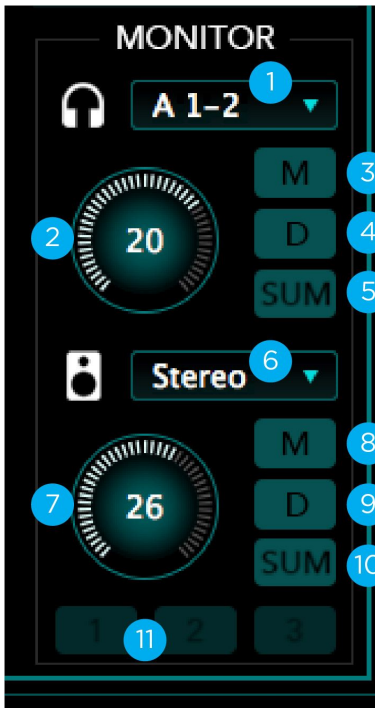 MONITOR
1
A 1-2
M 3
2 20 D 4
SUM 5
6
Stereo
M 8
7 26 D 9
SUM 10
1 11 2 3